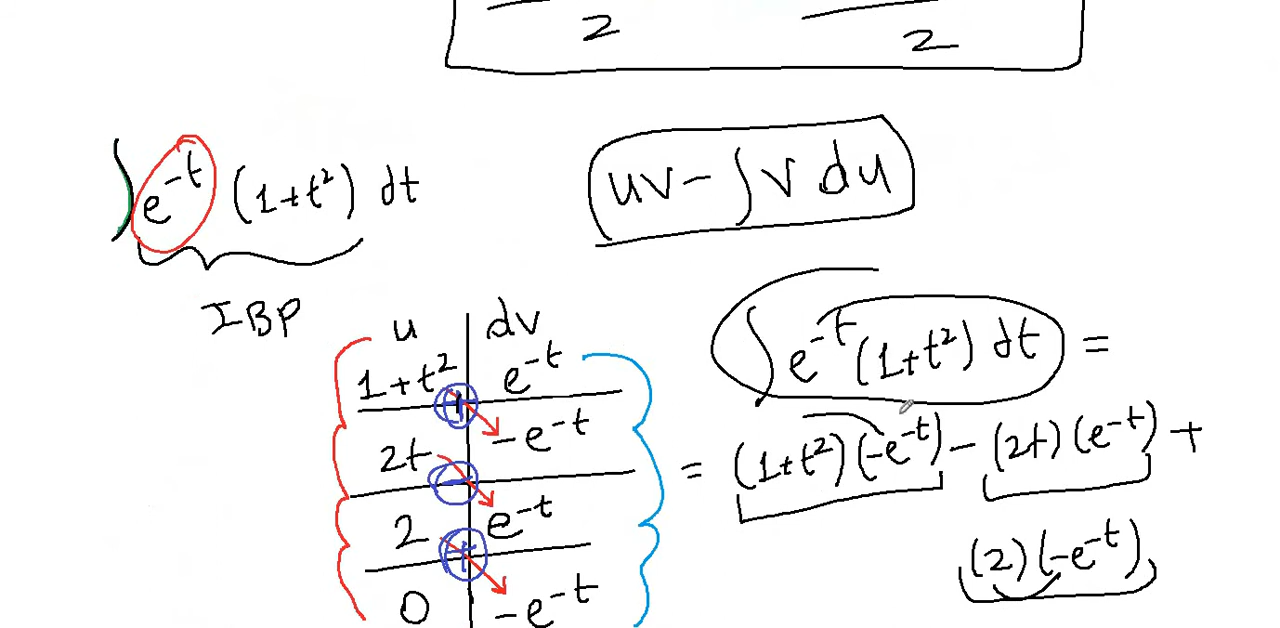 2 2
∫ e^-t (1+t²) dt
uv - ∫ v du
IBP
u dv
1+t² e^-t
+
2t -e^-t
-
2 e^-t
+
0 -e^-t
∫ e^-t (1+t²) dt =
= (1+t²)(-e^-t) - (2t)(e^-t) +
(2)(-e^-t)